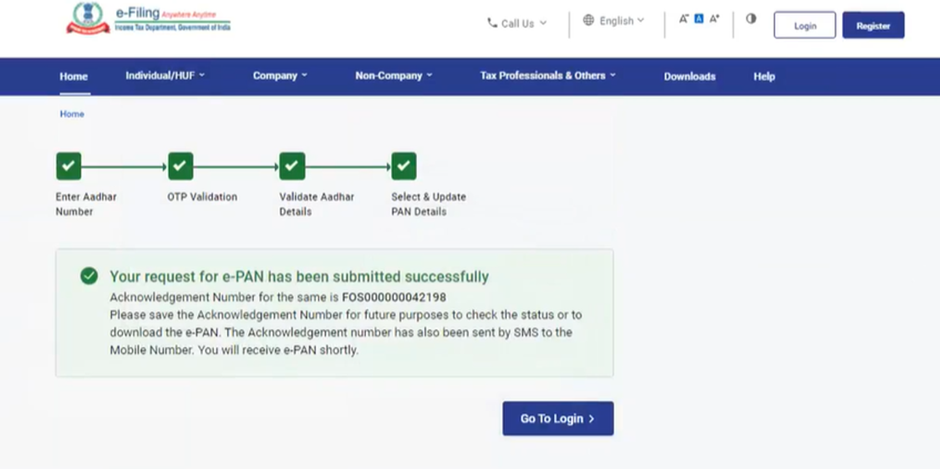 e-Filing Anywhere Anytime
Income Tax Department, Government of India
Call Us
English
A- A A+
Login
Register
Home
Individual/HUF
Company
Non-Company
Tax Professionals & Others
Downloads
Help
Home
Enter Aadhar
Number
OTP Validation
Validate Aadhar
Details
Select & Update
PAN Details
Your request for e-PAN has been submitted successfully
Acknowledgement Number for the same is FOS000000042198
Please save the Acknowledgement Number for future purposes to check the status or to
download the e-PAN. The Acknowledgement number has also been sent by SMS to the
Mobile Number. You will receive e-PAN shortly.
Go To Login >